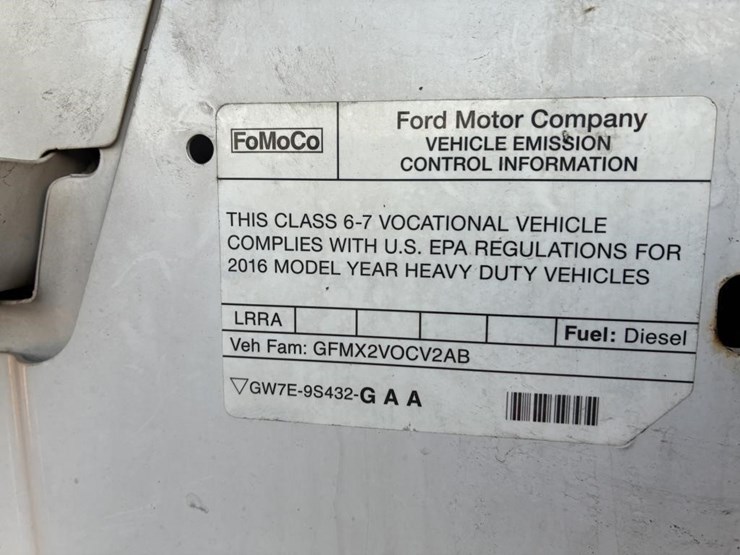 FoMoCo
Ford Motor Company
VEHICLE EMISSION
CONTROL INFORMATION
THIS CLASS 6-7 VOCATIONAL VEHICLE
COMPLIES WITH U.S. EPA REGULATIONS FOR
2016 MODEL YEAR HEAVY DUTY VEHICLES
LRRA Fuel: Diesel
Veh Fam: GFMX2VOCV2AB
▽GW7E-9S432-G A A